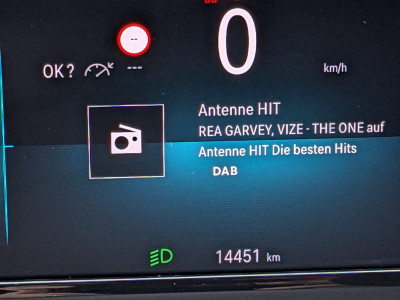 --
0
OK? ---
km/h
Antenne HIT
REA GARVEY, VIZE - THE ONE auf
Antenne HIT Die besten Hits
DAB
14451 km